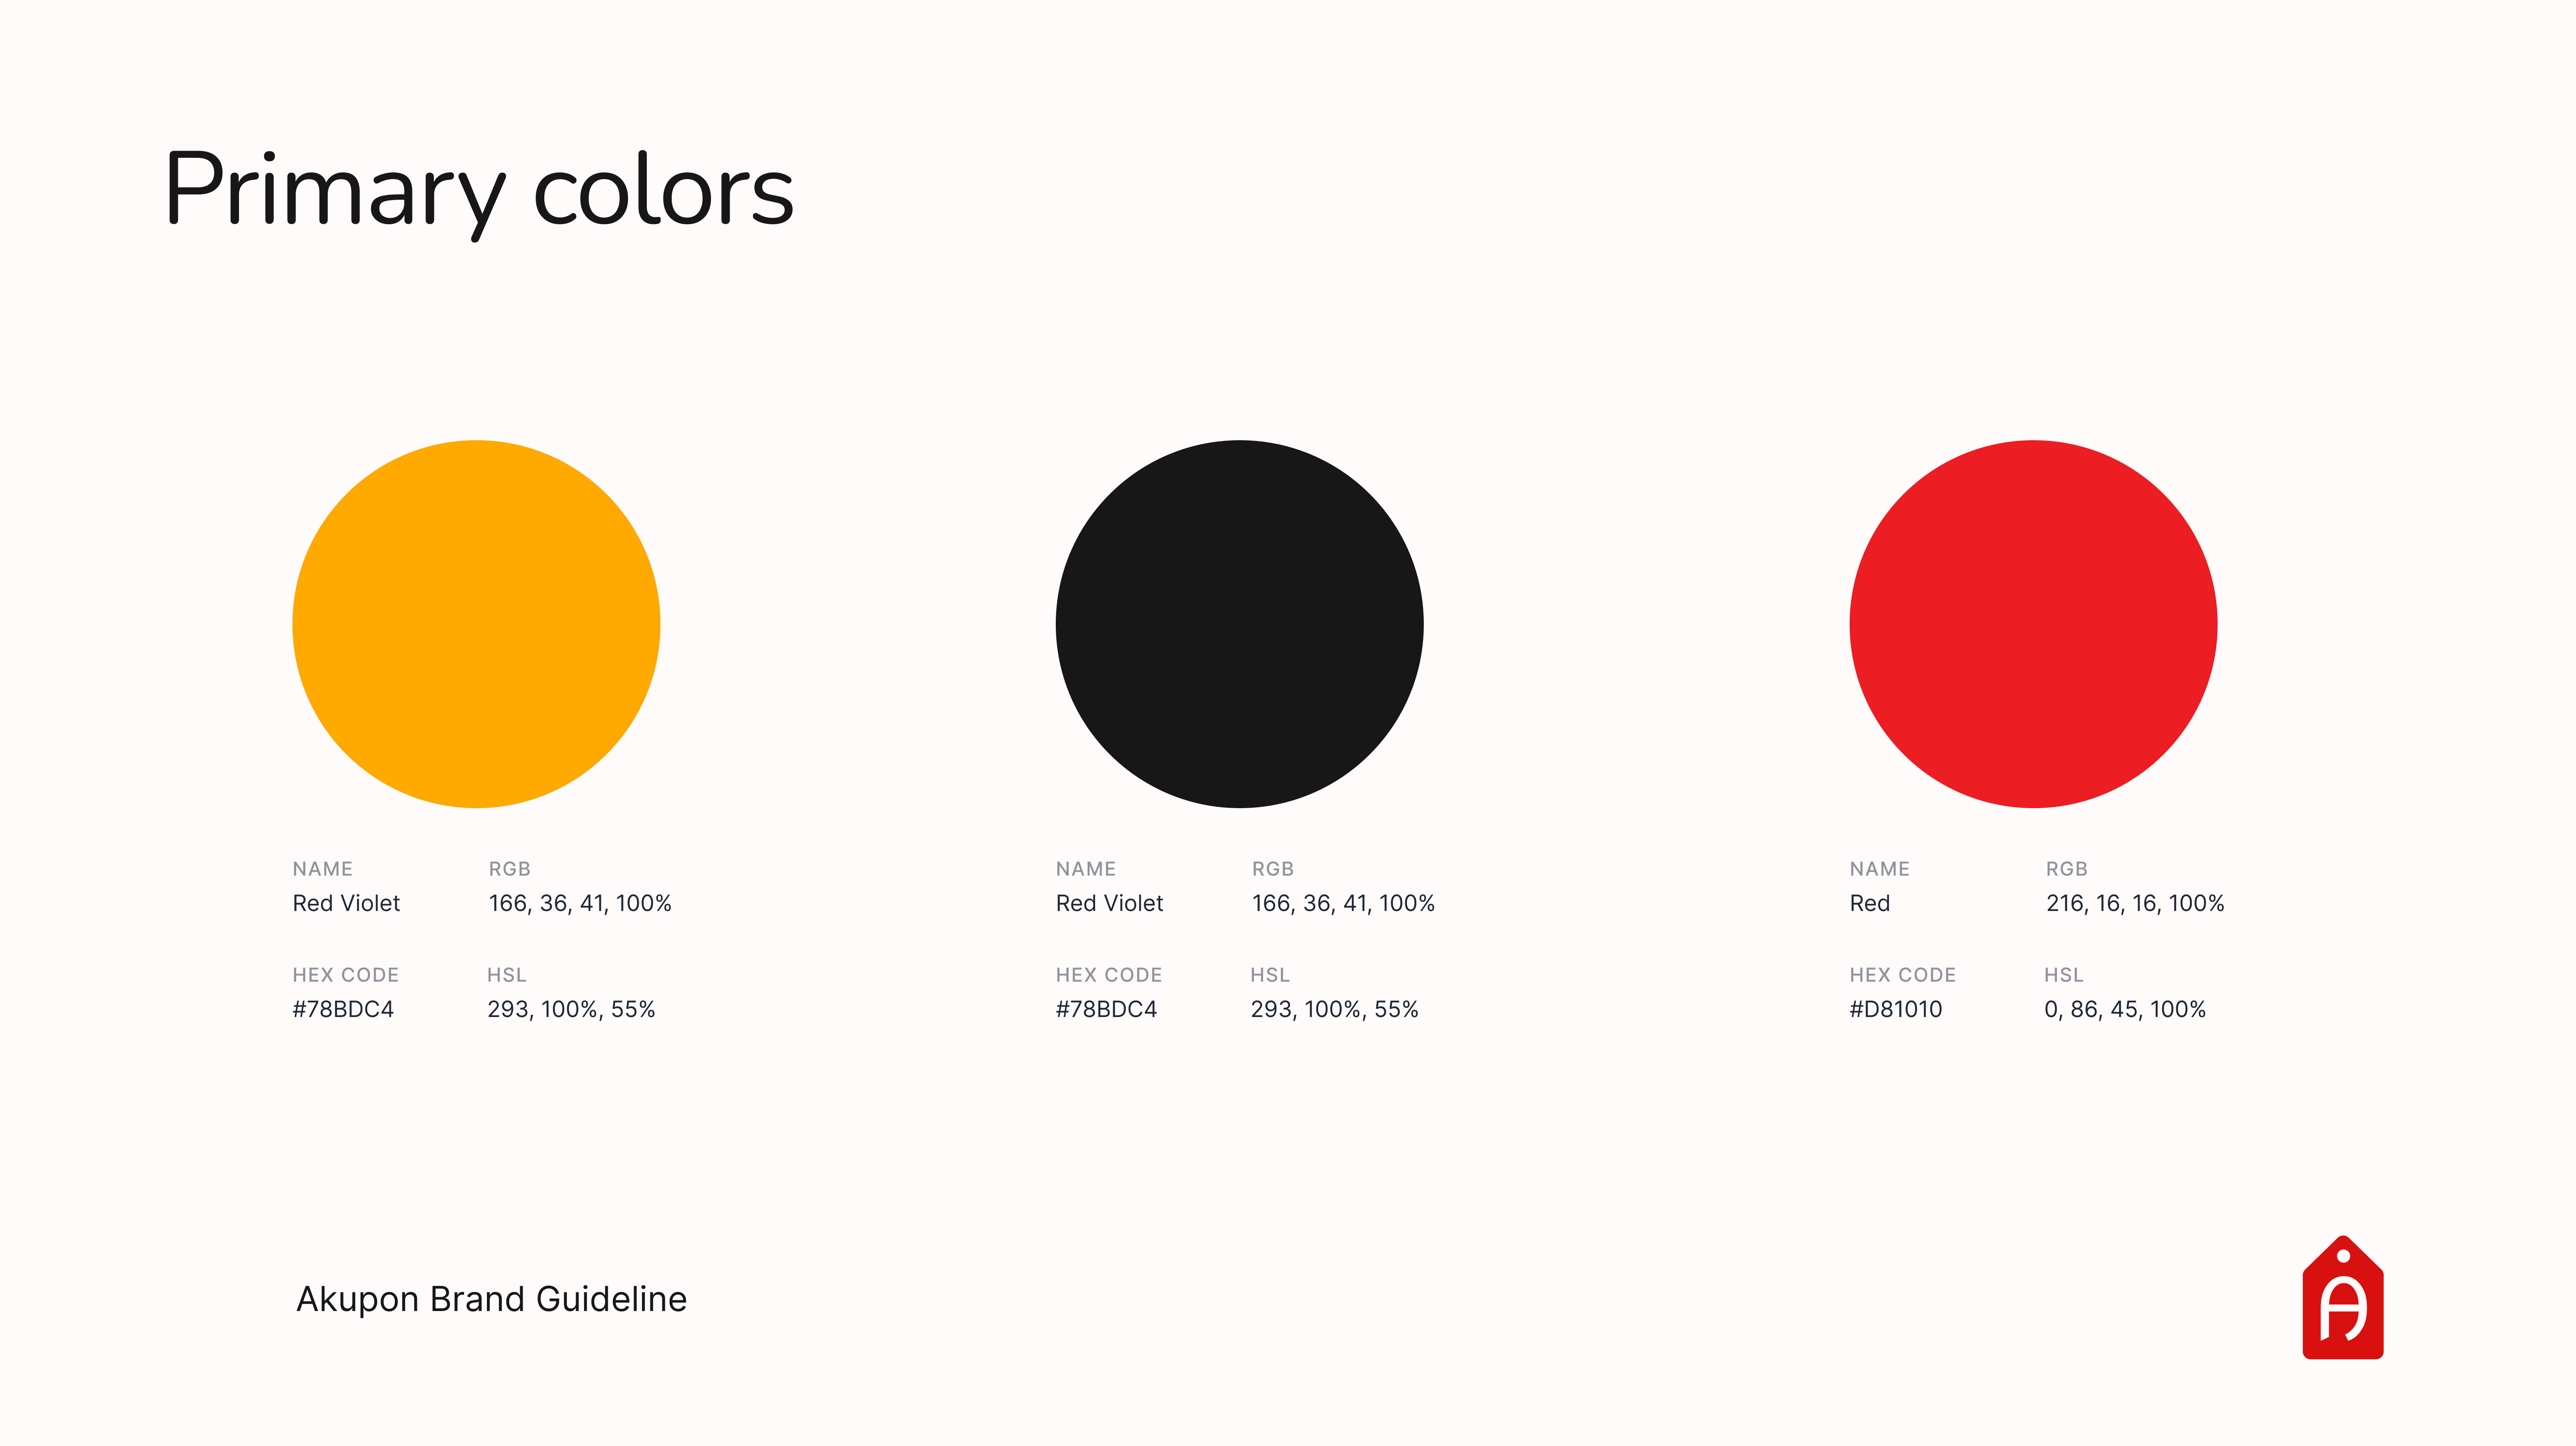 Primary colors
NAME RGB
Red Violet 166, 36, 41, 100%
HEX CODE HSL
#78BDC4 293, 100%, 55%
NAME RGB
Red Violet 166, 36, 41, 100%
HEX CODE HSL
#78BDC4 293, 100%, 55%
NAME RGB
Red 216, 16, 16, 100%
HEX CODE HSL
#D81010 0, 86, 45, 100%
Akupon Brand Guideline
A